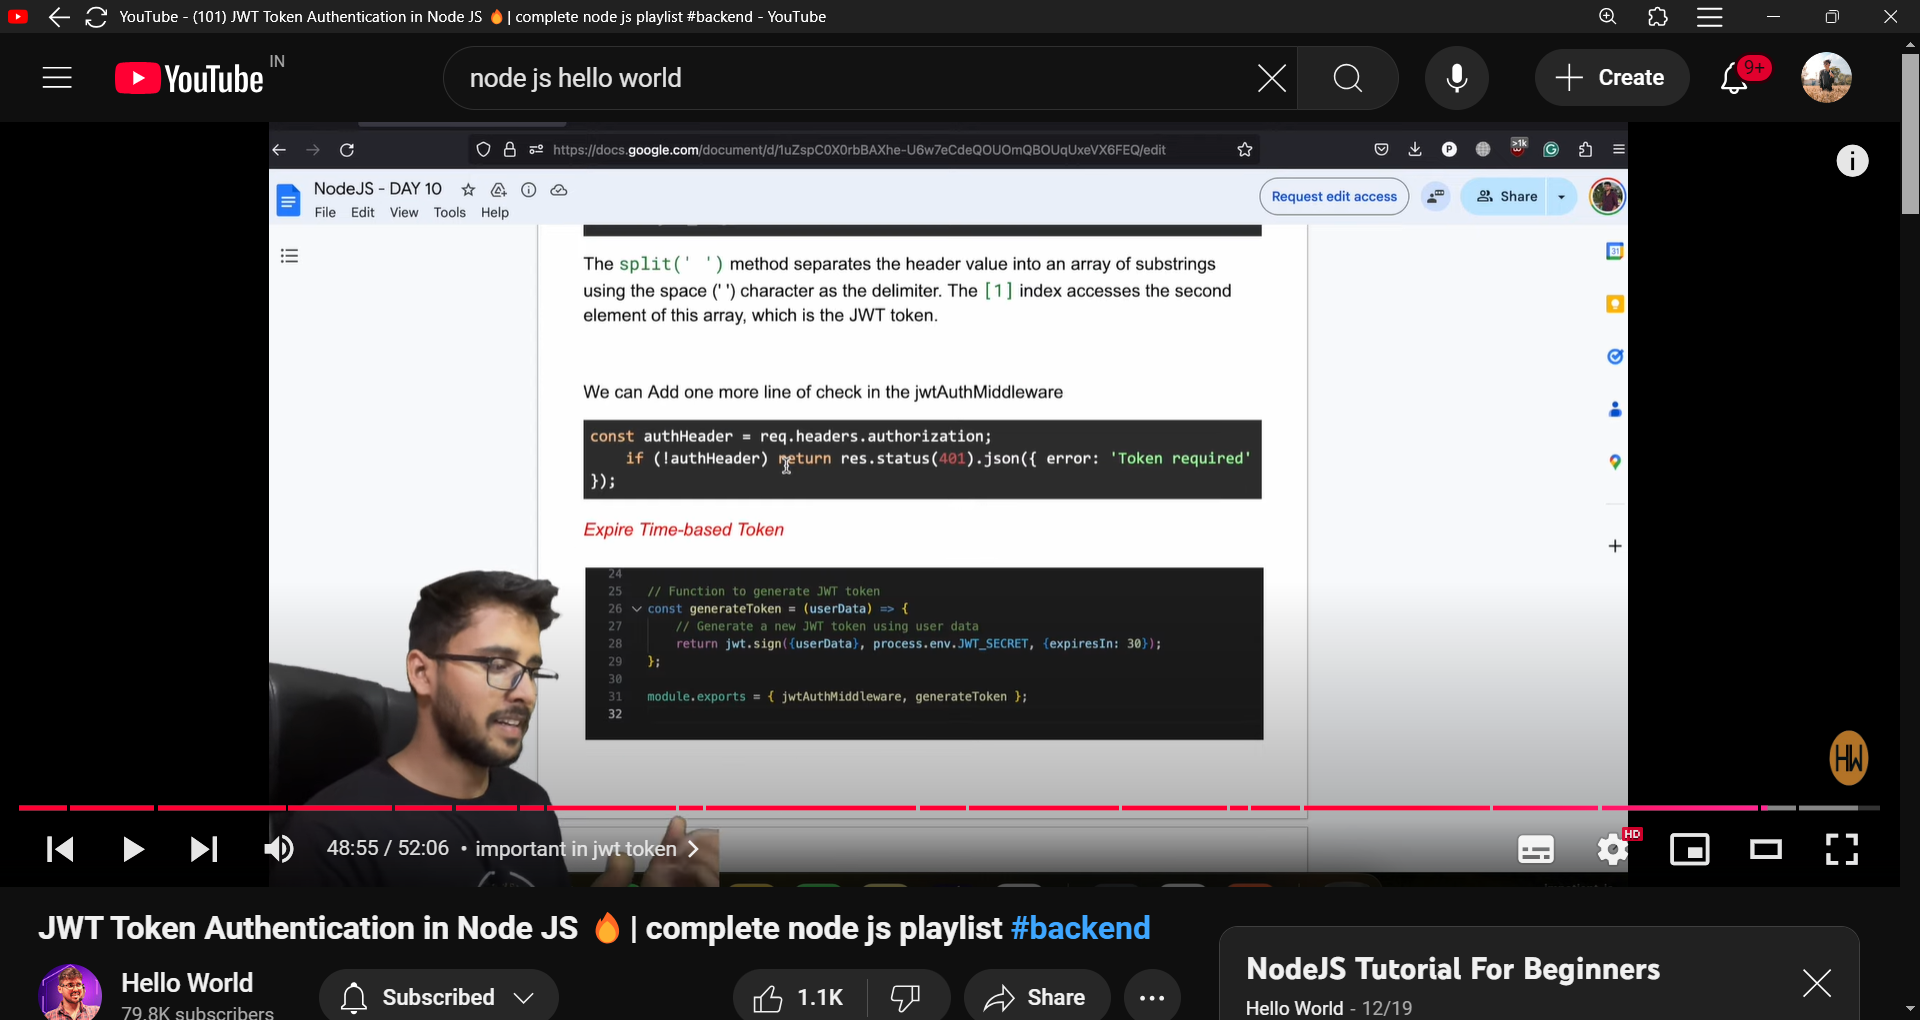 YouTube - (101) JWT Token Authentication in Node JS 🔥 | complete node js playlist #backend - YouTube
YouTube IN
node js hello world
Create
9+
https://docs.google.com/document/d/1uZspC0X0rbBAXhe-U6w7eCdeQOUOmQBOUqUxeVX6FEQ/edit
>1k
NodeJS - DAY 10
File Edit View Tools Help
Request edit access
Share
The split(' ') method separates the header value into an array of substrings
using the space (' ') character as the delimiter. The [1] index accesses the second
element of this array, which is the JWT token.
We can Add one more line of check in the jwtAuthMiddleware
const authHeader = req.headers.authorization;
if (!authHeader) return res.status(401).json({ error: 'Token required'
});
Expire Time-based Token
24
25 // Function to generate JWT token
26 const generateToken = (userData) => {
27 // Generate a new JWT token using user data
28 return jwt.sign({userData}, process.env.JWT_SECRET, {expiresIn: 30});
29 };
30
31 module.exports = { jwtAuthMiddleware, generateToken };
32
31
HW
48:55 / 52:06 • important in jwt token
HD
JWT Token Authentication in Node JS 🔥 | complete node js playlist #backend
Hello World
79.8K subscribers
Subscribed
1.1K
Share
NodeJS Tutorial For Beginners
Hello World - 12/19